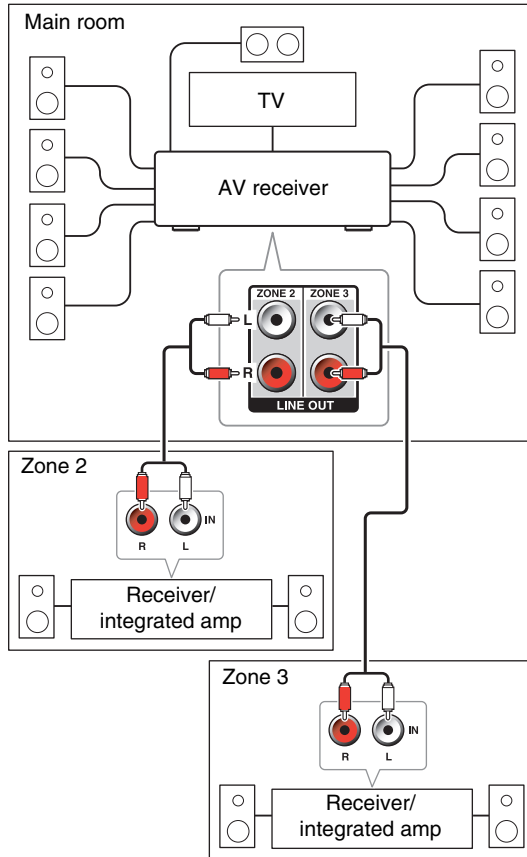 Main room
TV
AV receiver
ZONE 2
ZONE 3
L
R
LINE OUT
Zone 2
IN
R
L
Receiver/
integrated amp
Zone 3
IN
R
L
Receiver/
integrated amp